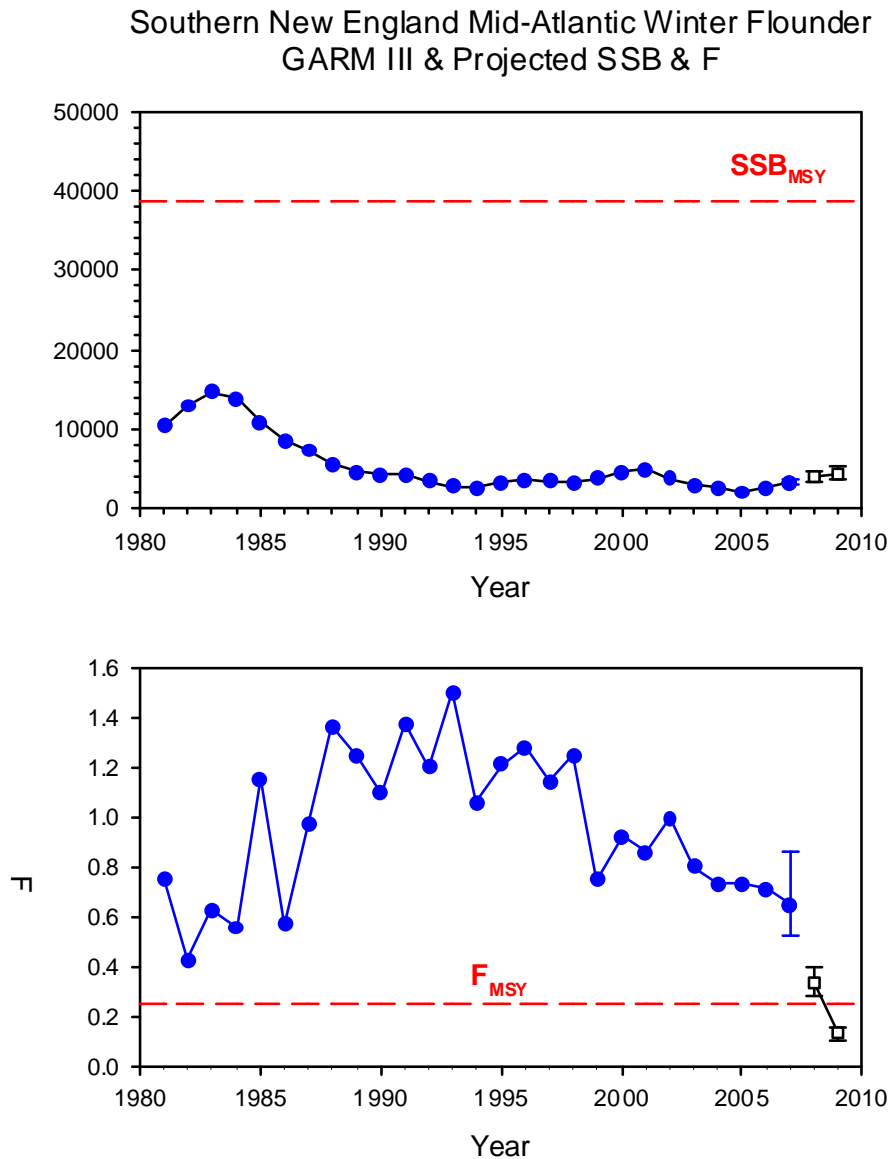 Southern New England Mid-Atlantic Winter Flounder
GARM III & Projected SSB & F
50000
SSB_MSY
40000
30000
20000
10000
0
1980 1985 1990 1995 2000 2005 2010
Year
1.6
1.4
1.2
1.0
0.8
F
0.6
0.4
F_MSY
0.2
0.0
1980 1985 1990 1995 2000 2005 2010
Year